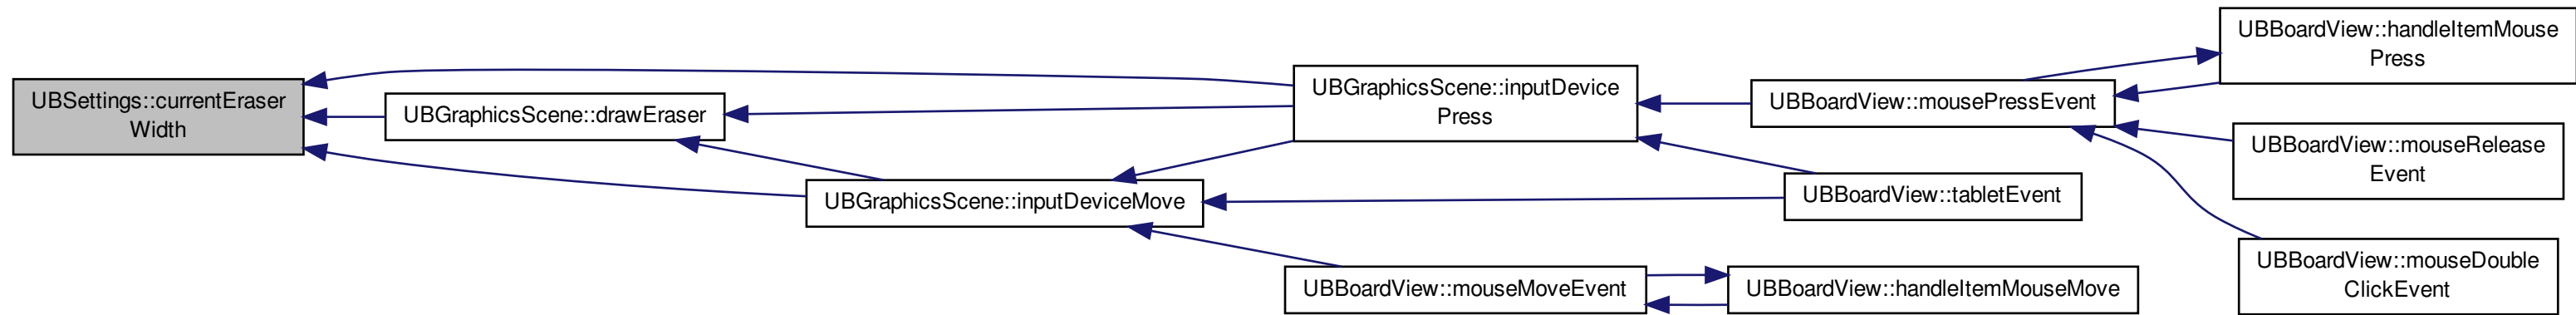 UBSettings::currentEraser
Width
UBGraphicsScene::drawEraser
UBGraphicsScene::inputDeviceMove
UBGraphicsScene::inputDevice
Press
UBBoardView::mouseMoveEvent
UBBoardView::mousePressEvent
UBBoardView::tabletEvent
UBBoardView::handleItemMouseMove
UBBoardView::handleItemMouse
Press
UBBoardView::mouseRelease
Event
UBBoardView::mouseDouble
ClickEvent